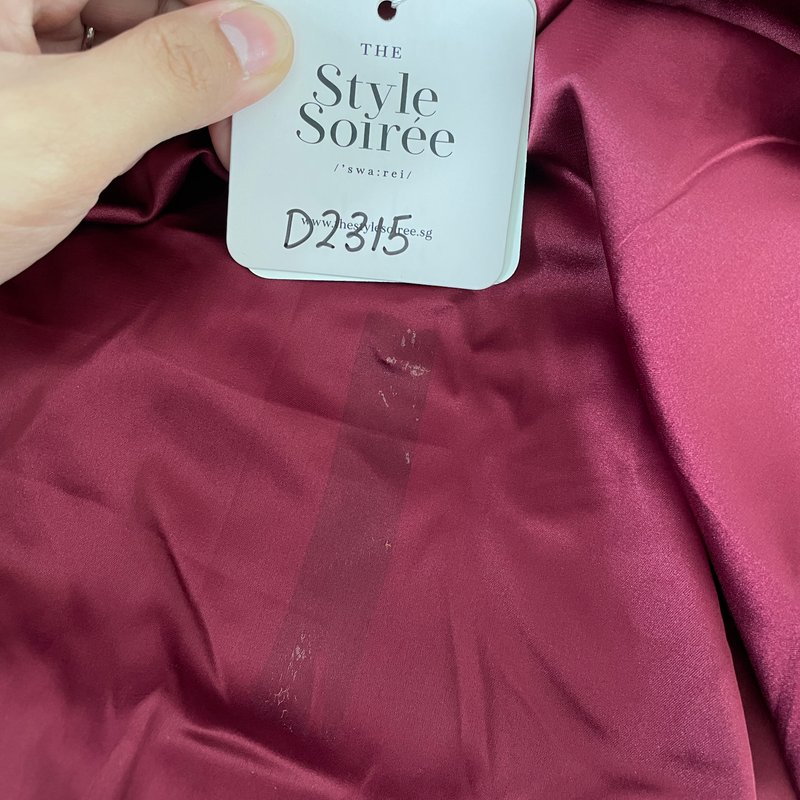 THE
Style
Soirée
/'swa:rei/
www.thestylesoiree.sg
D2315